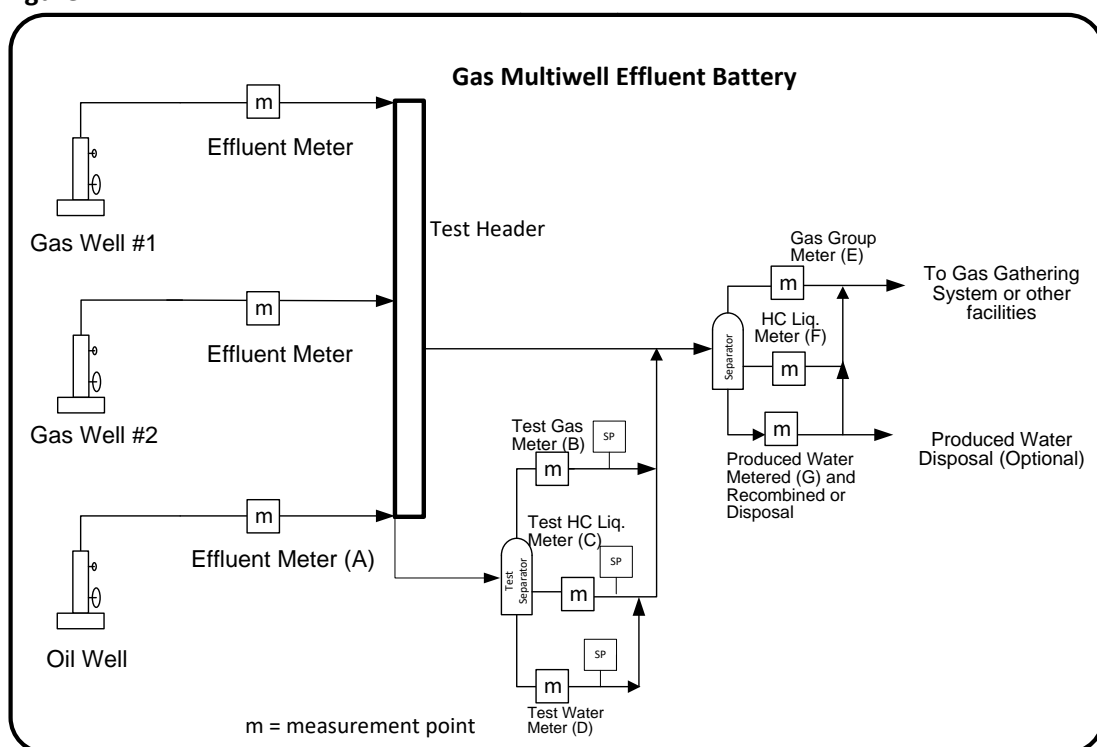 Gas Multiwell Effluent Battery
m
Effluent Meter
Gas Well #1
Test Header
m
Effluent Meter
Gas Well #2
m
Effluent Meter (A)
Oil Well
Gas Group
Meter (E)
m
To Gas Gathering
System or other
facilities
HC Liq.
Meter (F)
m
Separator
m
Produced Water
Metered (G) and
Recombined or
Disposal
Produced Water
Disposal (Optional)
Test Gas
Meter (B)
SP
m
Test HC Liq.
Meter (C)
SP
m
Test
Separator
SP
m
Test Water
Meter (D)
m = measurement point